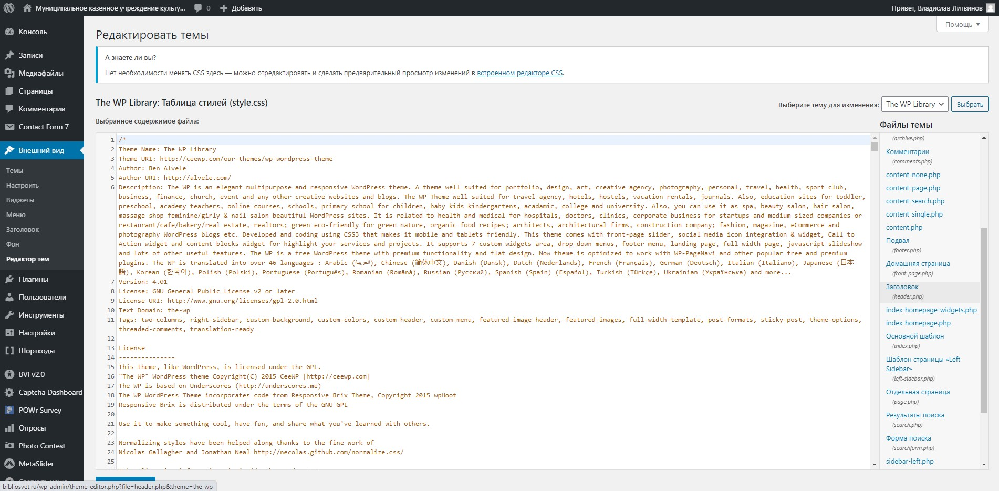 Муниципальное казенное учреждение культу... 0 Добавить
Привет, Владислав Литвинов
Помощь
Консоль
Записи
Медиафайлы
Страницы
Комментарии
Contact Form 7
Внешний вид
Темы
Настроить
Виджеты
Меню
Заголовок
Фон
Редактор тем
Плагины
Пользователи
Инструменты
Настройки
Шорткоды
BVI v2.0
Captcha Dashboard
POWr Survey
Опросы
Photo Contest
MetaSlider
Редактировать темы
А знаете ли вы?
Нет необходимости менять CSS здесь — можно отредактировать и сделать предварительный просмотр изменений в встроенном редакторе CSS.
The WP Library: Таблица стилей (style.css)
Выберите тему для изменения: The WP Library Выбрать
Выбранное содержимое файла:
1 /*
2 Theme Name: The WP Library
3 Theme URI: http://ceewp.com/our-themes/wp-wordpress-theme
4 Author: Ben Alvele
5 Author URI: http://alvele.com/
6 Description: The WP is an elegant multipurpose and responsive WordPress theme. A theme well suited for portfolio, design, art, creative agency, photography, personal, travel, health, sport club,
business, finance, church, event and any other creative websites and blogs. The WP Theme well suited for travel agency, hotels, hostels, vacation rentals, journals. Also, education sites for toddler,
preschool, academy teachers, online courses, schools, primary school for children, baby kids kindergartens, acadamic, college and university. Also, you can use it as spa, beauty salon, hair salon,
massage shop feminine/girly & nail salon beautiful WordPress sites. It is related to health and medical for hospitals, doctors, clinics, corporate business for startups and medium sized companies or
restaurant/cafe/bakery/real estate, realtors; green eco-friendly for green nature, organic food recipes; architects, architectural firms, construction company; fashion, magazine, eCommerce and
photography WordPress blogs etc. Developed and coding using CSS3 that makes it mobile and tablets friendly. This theme comes with front-page slider, social media icon integration & widget, Call to
Action widget and content blocks widget for highlight your services and projects. It supports 7 custom widgets area, drop-down menus, footer menu, landing page, full width page, javascript slideshow
and lots of other useful features. The WP is a free WordPress theme with premium functionality and flat design. Now theme is optimized to work with WP-PageNavi and other popular free and premium
plugins. The WP is translated into over 46 languages : Arabic (العربية), Chinese (简体中文), Danish (Dansk), Dutch (Nederlands), French (Français), German (Deutsch), Italian (Italiano), Japanese (日本
語), Korean (한국어), Polish (Polski), Portuguese (Português), Romanian (Română), Russian (Русский), Spanish (Spain) (Español), Turkish (Türkçe), Ukrainian (Українська) and more...
7 Version: 4.01
8 License: GNU General Public License v2 or later
9 License URI: http://www.gnu.org/licenses/gpl-2.0.html
10 Text Domain: the-wp
11 Tags: two-columns, right-sidebar, custom-background, custom-colors, custom-header, custom-menu, featured-image-header, featured-images, full-width-template, post-formats, sticky-post, theme-options,
threaded-comments, translation-ready
12
13 License
14 ---------------
15 This theme, like WordPress, is licensed under the GPL.
16 "The WP" WordPress theme Copyright(C) 2015 CeeWP [http://ceewp.com]
17 The WP is based on Underscores (http://underscores.me)
18 The WP WordPress Theme incorporates code from Responsive Brix Theme, Copyright 2015 wpHoot
19 Responsive Brix is distributed under the terms of the GNU GPL
20
21 Use it to make something cool, have fun, and share what you've learned with others.
22
23 Normalizing styles have been helped along thanks to the fine work of
24 Nicolas Gallagher and Jonathan Neal http://necolas.github.com/normalize.css/
25
Файлы темы
(archive.php)
Комментарии
(comments.php)
content-none.php
content-page.php
content-search.php
content-single.php
content.php
Подвал
(footer.php)
Домашняя страница
(front-page.php)
Заголовок
(header.php)
index-homepage-widgets.php
index-homepage.php
Основной шаблон
(index.php)
Шаблон страницы «Left
Sidebar»
(left-sidebar.php)
Отдельная страница
(page.php)
Результаты поиска
(search.php)
Форма поиска
(searchform.php)
sidebar-left.php
bibliosvet.ru/wp-admin/theme-editor.php?file=header.php&theme=the-wp